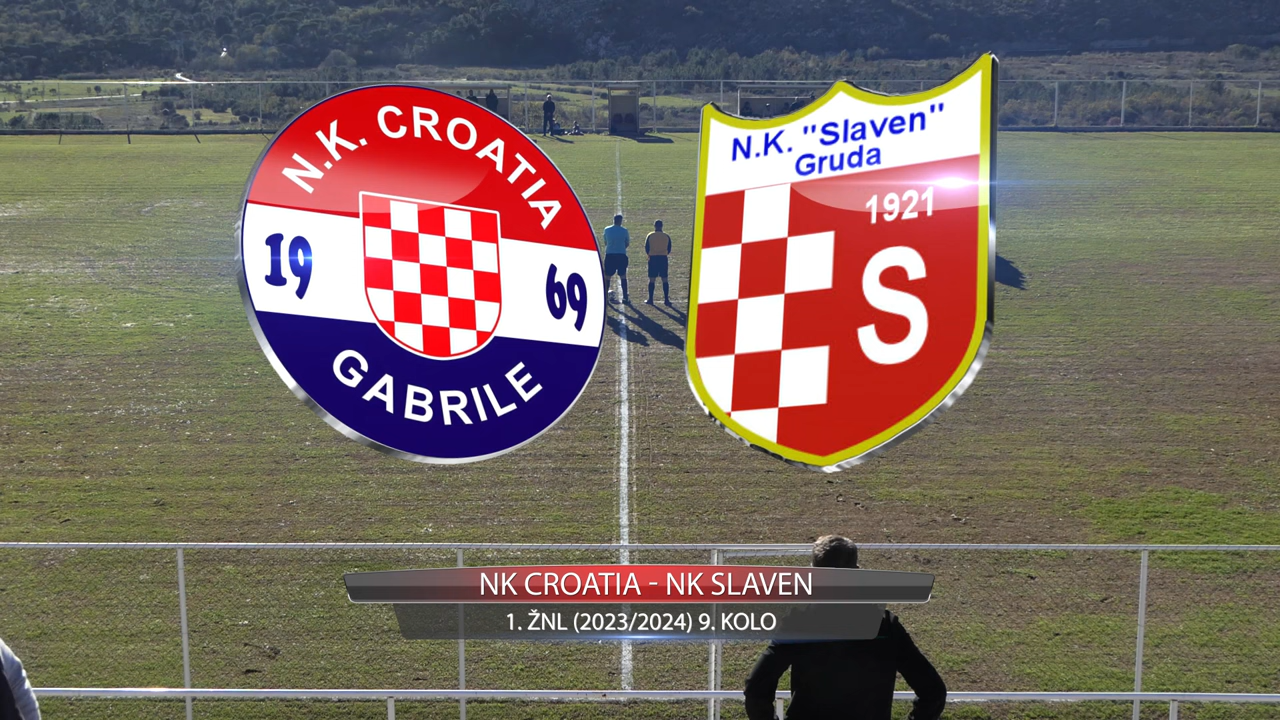 N.K. CROATIA
19 69
GABRILE
N.K. "Slaven"
Gruda
1921
S
NK CROATIA - NK SLAVEN
1. ŽNL (2023/2024) 9. KOLO